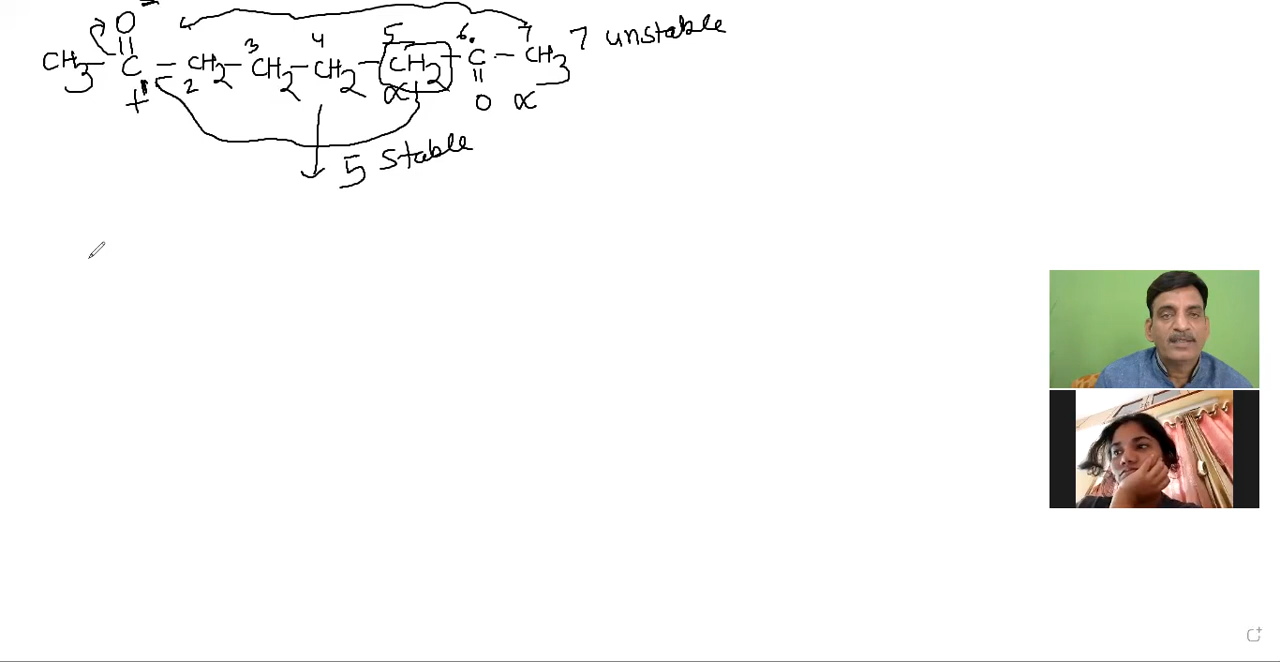 O
3 4 5 6. 7 7 unstable
CH3 — C — CH2 — CH2 — CH2 — CH2 — C — CH3
+ 1 2 α O α
5 Stable